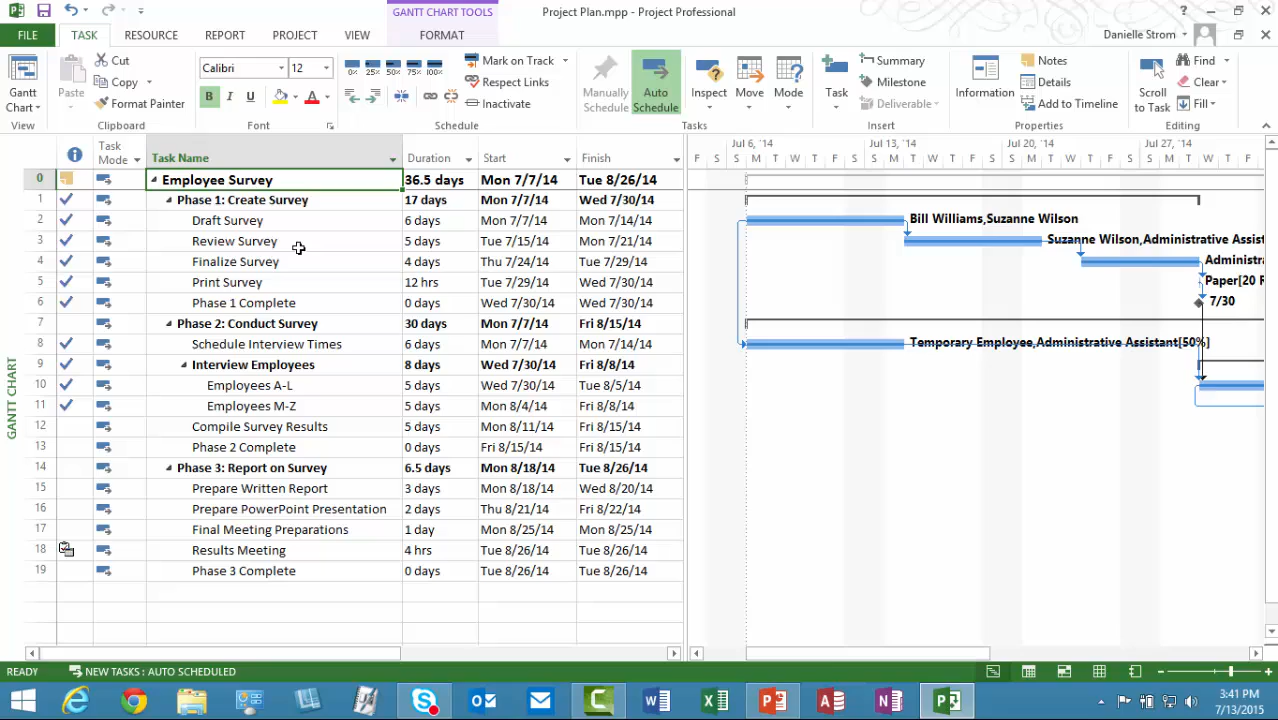 GANTT CHART TOOLS
Project Plan.mpp - Project Professional
FILE TASK RESOURCE REPORT PROJECT VIEW FORMAT
Danielle Strom
Gantt Chart
Paste
Cut
Copy
Format Painter
Calibri 12
B I U A
0% 25% 50% 75% 100%
Mark on Track
Respect Links
Inactivate
Manually Schedule
Auto Schedule
Inspect
Move
Mode
Task
Summary
Milestone
Deliverable
Information
Notes
Details
Add to Timeline
Scroll to Task
Find
Clear
Fill
View Clipboard Font Schedule Tasks Insert Properties Editing
Task Mode Task Name Duration Start Finish
Jul 6, '14 Jul 13, '14 Jul 20, '14 Jul 27, '14
F S S M T W T F S S M T W T F S S M T W T F S S M T W T F
0 Employee Survey 36.5 days Mon 7/7/14 Tue 8/26/14
1 Phase 1: Create Survey 17 days Mon 7/7/14 Wed 7/30/14
2 Draft Survey 6 days Mon 7/7/14 Mon 7/14/14 Bill Williams,Suzanne Wilson
3 Review Survey 5 days Tue 7/15/14 Mon 7/21/14 Suzanne Wilson,Administrative Assist
4 Finalize Survey 4 days Thu 7/24/14 Tue 7/29/14 Administra
5 Print Survey 12 hrs Tue 7/29/14 Wed 7/30/14 Paper[20 R
6 Phase 1 Complete 0 days Wed 7/30/14 Wed 7/30/14 7/30
7 Phase 2: Conduct Survey 30 days Mon 7/7/14 Fri 8/15/14
8 Schedule Interview Times 6 days Mon 7/7/14 Mon 7/14/14 Temporary Employee,Administrative Assistant[50%]
9 Interview Employees 8 days Wed 7/30/14 Fri 8/8/14
10 Employees A-L 5 days Wed 7/30/14 Tue 8/5/14
11 Employees M-Z 5 days Mon 8/4/14 Fri 8/8/14
12 Compile Survey Results 5 days Mon 8/11/14 Fri 8/15/14
13 Phase 2 Complete 0 days Fri 8/15/14 Fri 8/15/14
14 Phase 3: Report on Survey 6.5 days Mon 8/18/14 Tue 8/26/14
15 Prepare Written Report 3 days Mon 8/18/14 Wed 8/20/14
16 Prepare PowerPoint Presentation 2 days Thu 8/21/14 Fri 8/22/14
17 Final Meeting Preparations 1 day Mon 8/25/14 Mon 8/25/14
18 Results Meeting 4 hrs Tue 8/26/14 Tue 8/26/14
19 Phase 3 Complete 0 days Tue 8/26/14 Tue 8/26/14
GANTT CHART
READY NEW TASKS : AUTO SCHEDULED
3:41 PM
7/13/2015